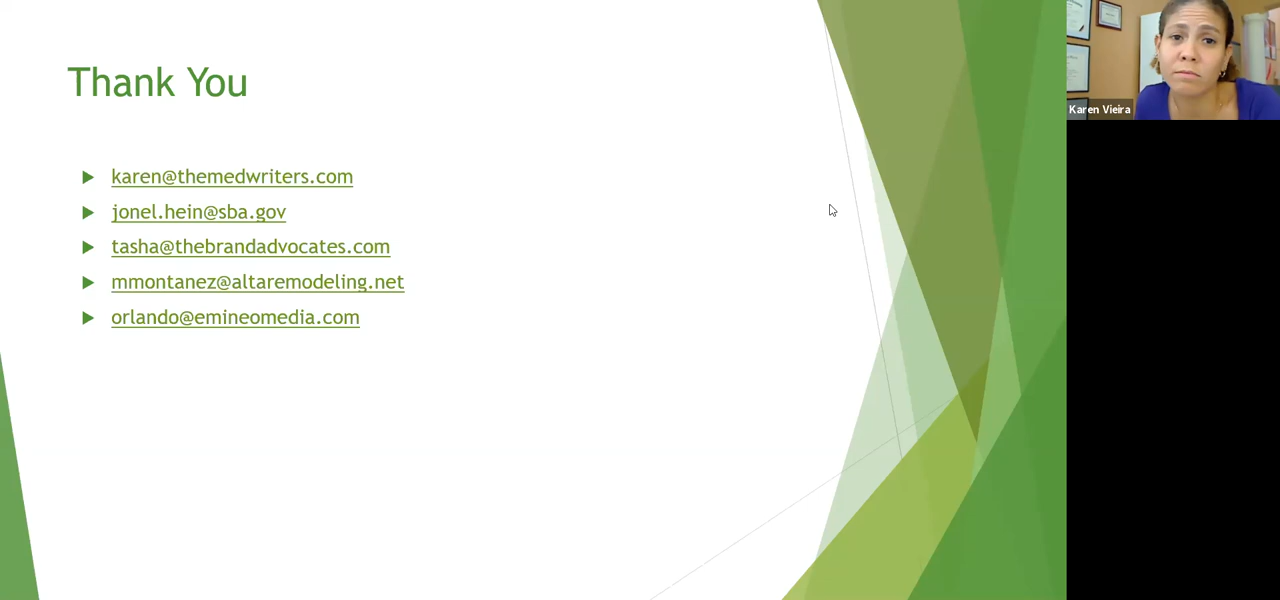 Thank You
karen@themedwriters.com
jonel.hein@sba.gov
tasha@thebrandadvocates.com
mmontanez@altaremodeling.net
orlando@emineomedia.com
Karen Vieira